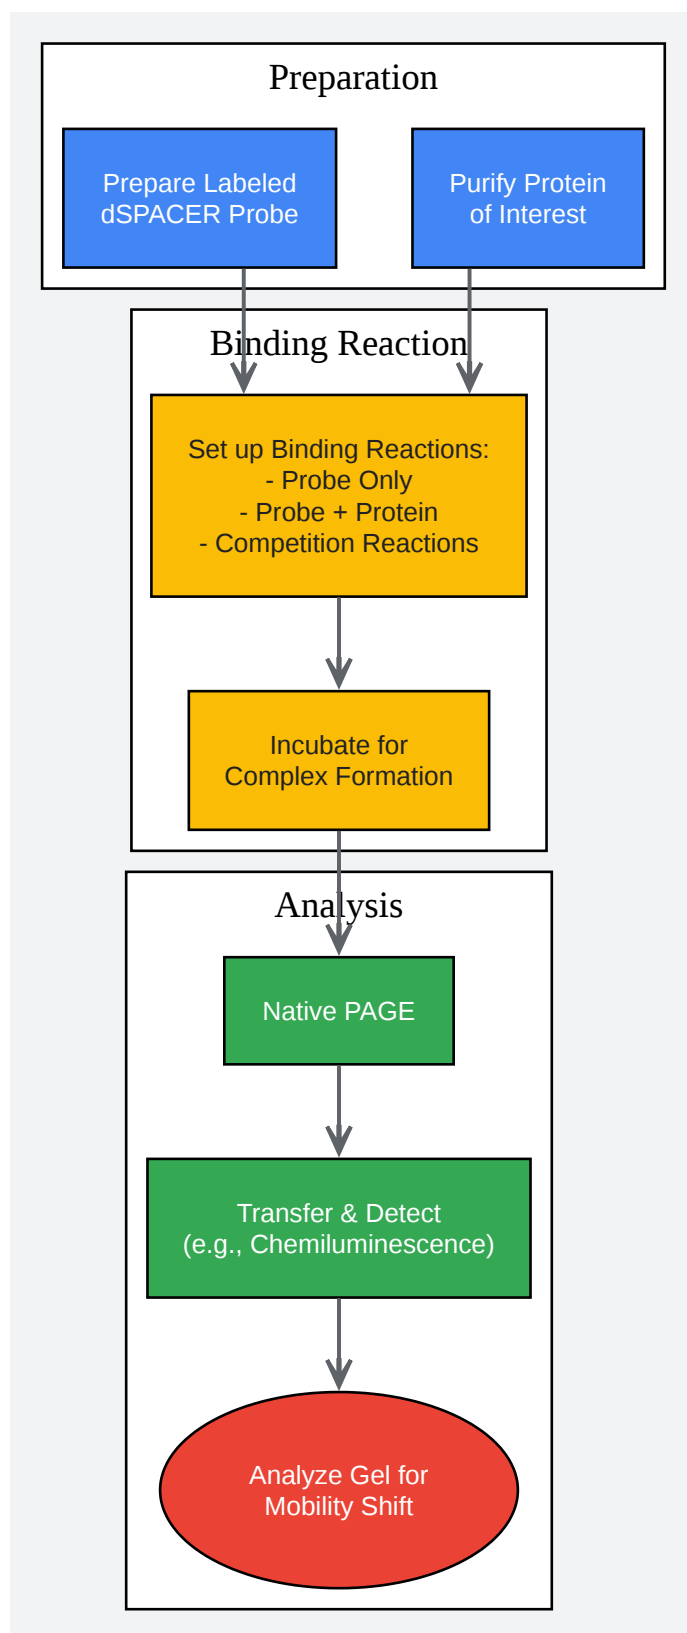 Preparation
Prepare Labeled
dSPACER Probe
Purify Protein
of Interest
Binding Reaction
Set up Binding Reactions:
- Probe Only
- Probe + Protein
- Competition Reactions
Incubate for
Complex Formation
Analysis
Native PAGE
Transfer & Detect
(e.g., Chemiluminescence)
Analyze Gel for
Mobility Shift